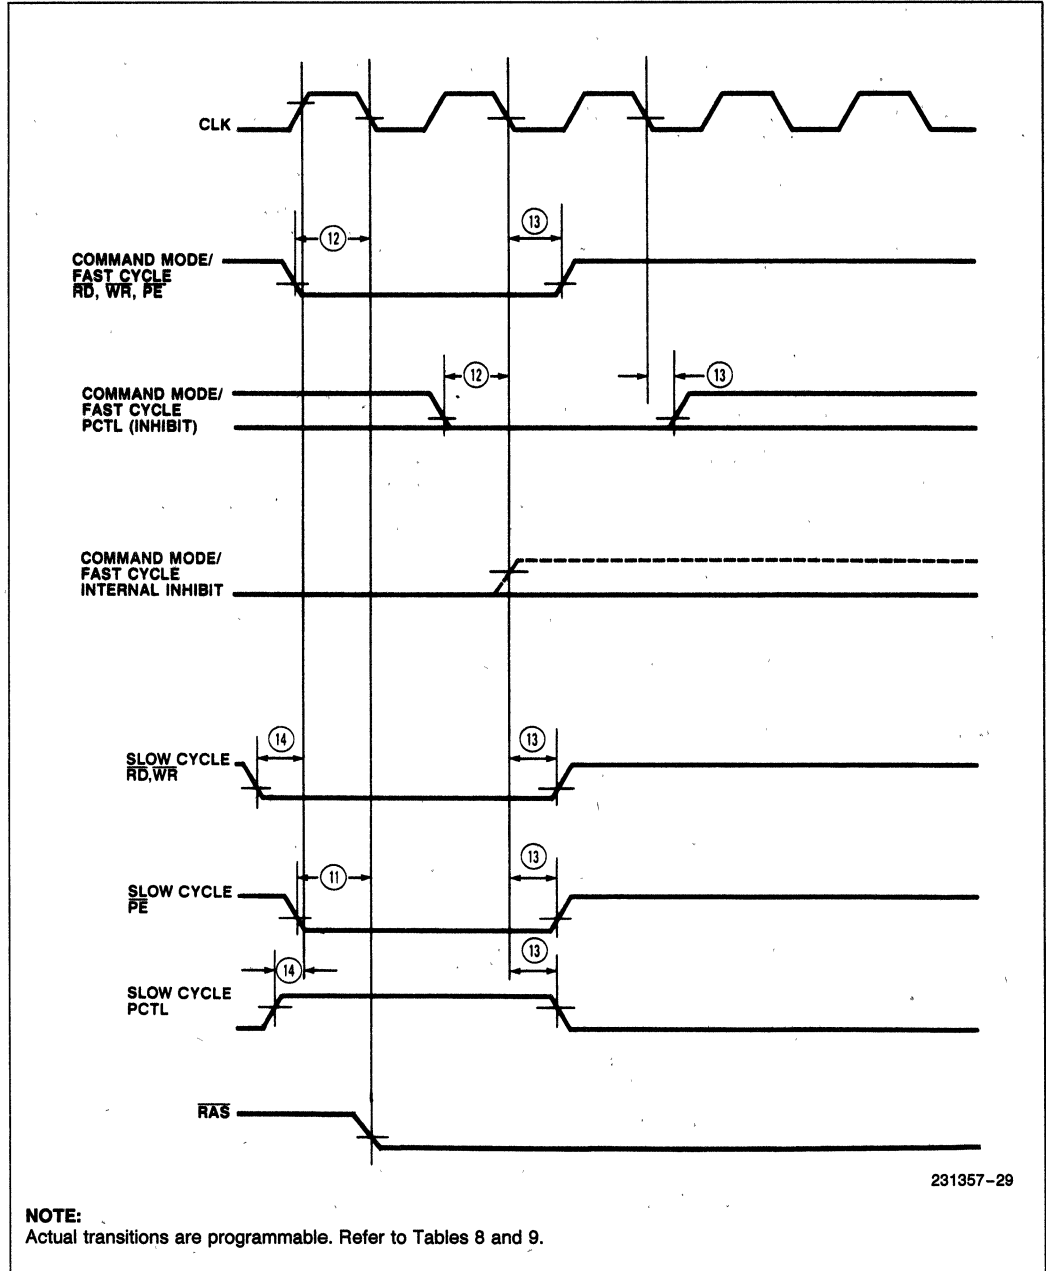 CLK
12
13
COMMAND MODE/
FAST CYCLE
RD, WR, PE
12
13
COMMAND MODE/
FAST CYCLE
PCTL (INHIBIT)
COMMAND MODE/
FAST CYCLE
INTERNAL INHIBIT
14
13
SLOW CYCLE
RD,WR
13
11
SLOW CYCLE
PE
13
14
SLOW CYCLE
PCTL
RAS
231357-29
NOTE:
Actual transitions are programmable. Refer to Tables 8 and 9.